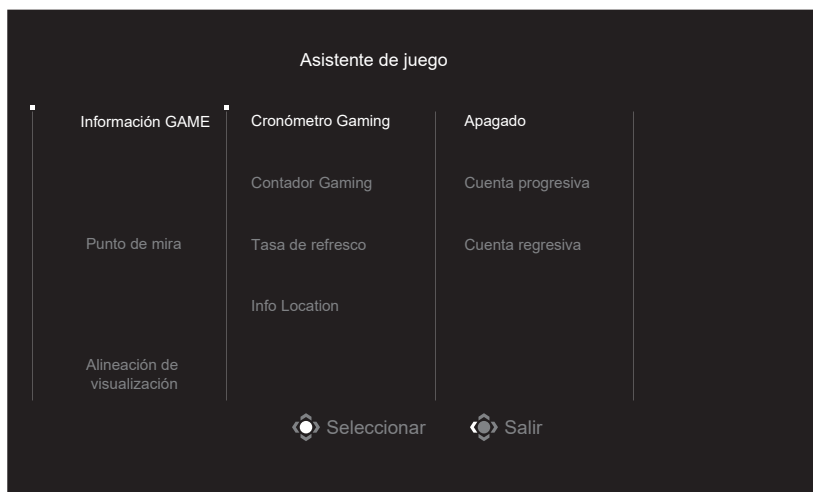 Asistente de juego
Información GAME
Cronómetro Gaming
Apagado
Contador Gaming
Cuenta progresiva
Punto de mira
Tasa de refresco
Cuenta regresiva
Info Location
Alineación de
visualización
Seleccionar
Salir